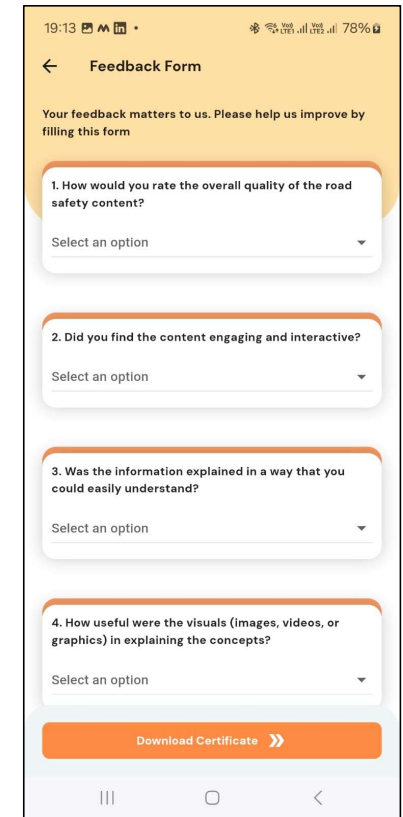 19:13
Voo) LTE1 Voo) LTE2 78%
Feedback Form
Your feedback matters to us. Please help us improve by
filling this form
1. How would you rate the overall quality of the road
safety content?
Select an option
2. Did you find the content engaging and interactive?
Select an option
3. Was the information explained in a way that you
could easily understand?
Select an option
4. How useful were the visuals (images, videos, or
graphics) in explaining the concepts?
Select an option
Download Certificate